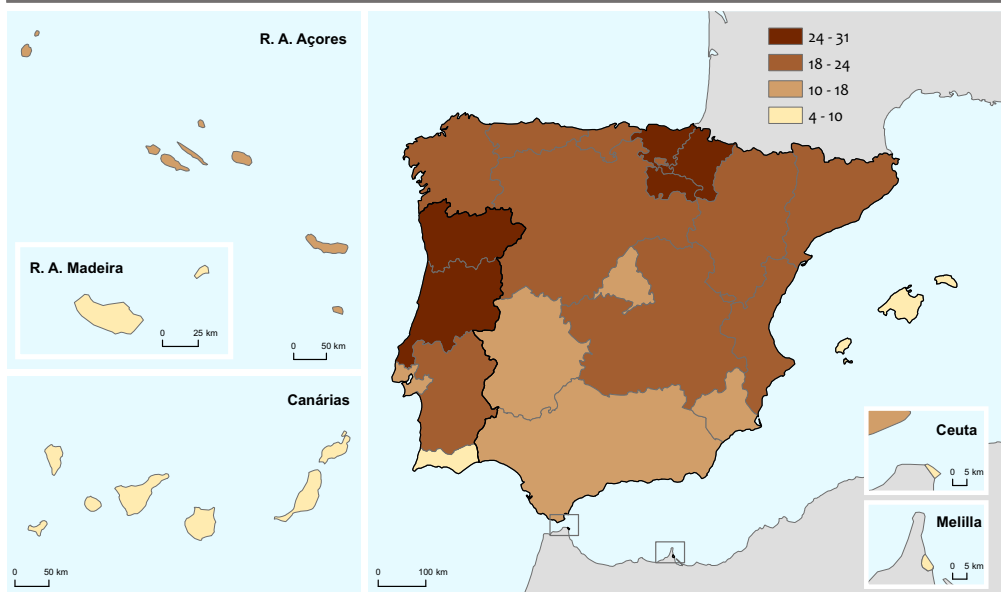 R. A. Açores
R. A. Madeira
0 25 km
0 50 km
Canárias
0 50 km
24 - 31
18 - 24
10 - 18
4 - 10
0 100 km
Ceuta
0 5 km
Melilla
0 5 km